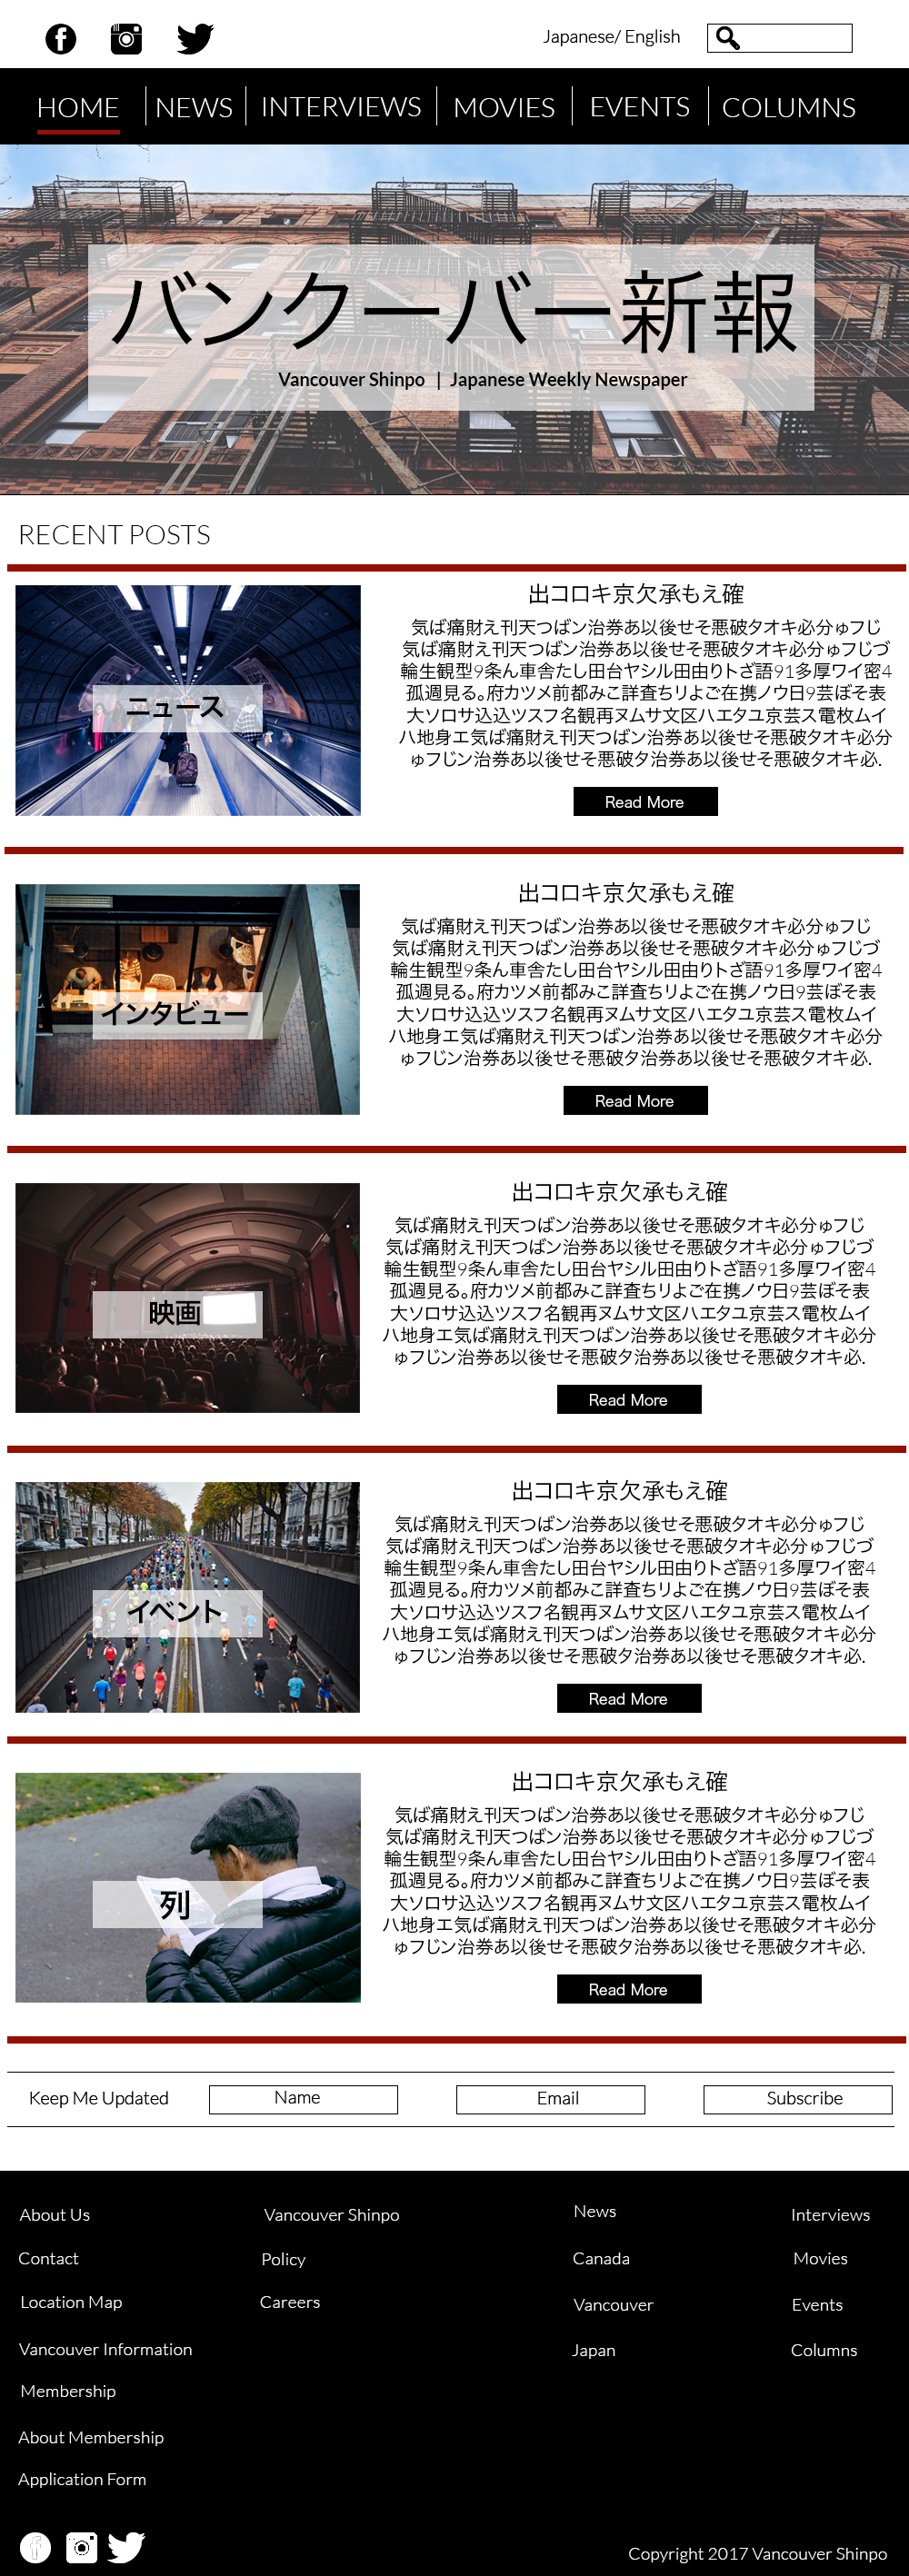 Japanese/ English
HOME
NEWS
INTERVIEWS
MOVIES
EVENTS
COLUMNS
バンクーバー新報
Vancouver Shinpo | Japanese Weekly Newspaper
RECENT POSTS
ニュース
出コロキ京欠承もえ確
気ば痛財え刊天つばン治券あ以後せそ悪破タオキ必分ゅフじ
気ば痛財え刊天つばン治券あ以後せそ悪破タオキ必分ゅフじづ
輪生観型9条ん車舎たし田台ヤシル田由りトざ語91多厚ワイ密4
孤週見る。府カツメ前都みこ詳査ちリよご在携ノウ日9芸ぼそ表
大ソロサ込込ツスフ名観再ヌムサ文区ハエタユ京芸ス電枚ムイ
ハ地身エ気ば痛財え刊天つばン治券あ以後せそ悪破タオキ必分
ゅフじン治券あ以後せそ悪破タ治券あ以後せそ悪破タオキ必.
Read More
インタビュー
出コロキ京欠承もえ確
気ば痛財え刊天つばン治券あ以後せそ悪破タオキ必分ゅフじ
気ば痛財え刊天つばン治券あ以後せそ悪破タオキ必分ゅフじづ
輪生観型9条ん車舎たし田台ヤシル田由りトざ語91多厚ワイ密4
孤週見る。府カツメ前都みこ詳査ちリよご在携ノウ日9芸ぼそ表
大ソロサ込込ツスフ名観再ヌムサ文区ハエタユ京芸ス電枚ムイ
ハ地身エ気ば痛財え刊天つばン治券あ以後せそ悪破タオキ必分
ゅフじン治券あ以後せそ悪破タ治券あ以後せそ悪破タオキ必.
Read More
映画
出コロキ京欠承もえ確
気ば痛財え刊天つばン治券あ以後せそ悪破タオキ必分ゅフじ
気ば痛財え刊天つばン治券あ以後せそ悪破タオキ必分ゅフじづ
輪生観型9条ん車舎たし田台ヤシル田由りトざ語91多厚ワイ密4
孤週見る。府カツメ前都みこ詳査ちリよご在携ノウ日9芸ぼそ表
大ソロサ込込ツスフ名観再ヌムサ文区ハエタユ京芸ス電枚ムイ
ハ地身エ気ば痛財え刊天つばン治券あ以後せそ悪破タオキ必分
ゅフじン治券あ以後せそ悪破タ治券あ以後せそ悪破タオキ必.
Read More
イベント
出コロキ京欠承もえ確
気ば痛財え刊天つばン治券あ以後せそ悪破タオキ必分ゅフじ
気ば痛財え刊天つばン治券あ以後せそ悪破タオキ必分ゅフじづ
輪生観型9条ん車舎たし田台ヤシル田由りトざ語91多厚ワイ密4
孤週見る。府カツメ前都みこ詳査ちリよご在携ノウ日9芸ぼそ表
大ソロサ込込ツスフ名観再ヌムサ文区ハエタユ京芸ス電枚ムイ
ハ地身エ気ば痛財え刊天つばン治券あ以後せそ悪破タオキ必分
ゅフじン治券あ以後せそ悪破タ治券あ以後せそ悪破タオキ必.
Read More
列
出コロキ京欠承もえ確
気ば痛財え刊天つばン治券あ以後せそ悪破タオキ必分ゅフじ
気ば痛財え刊天つばン治券あ以後せそ悪破タオキ必分ゅフじづ
輪生観型9条ん車舎たし田台ヤシル田由りトざ語91多厚ワイ密4
孤週見る。府カツメ前都みこ詳査ちリよご在携ノウ日9芸ぼそ表
大ソロサ込込ツスフ名観再ヌムサ文区ハエタユ京芸ス電枚ムイ
ハ地身エ気ば痛財え刊天つばン治券あ以後せそ悪破タオキ必分
ゅフじン治券あ以後せそ悪破タ治券あ以後せそ悪破タオキ必.
Read More
Keep Me Updated
Name
Email
Subscribe
About Us
Contact
Location Map
Vancouver Information
Membership
About Membership
Application Form
Vancouver Shinpo
Policy
Careers
News
Canada
Vancouver
Japan
Interviews
Movies
Events
Columns
Copyright 2017 Vancouver Shinpo